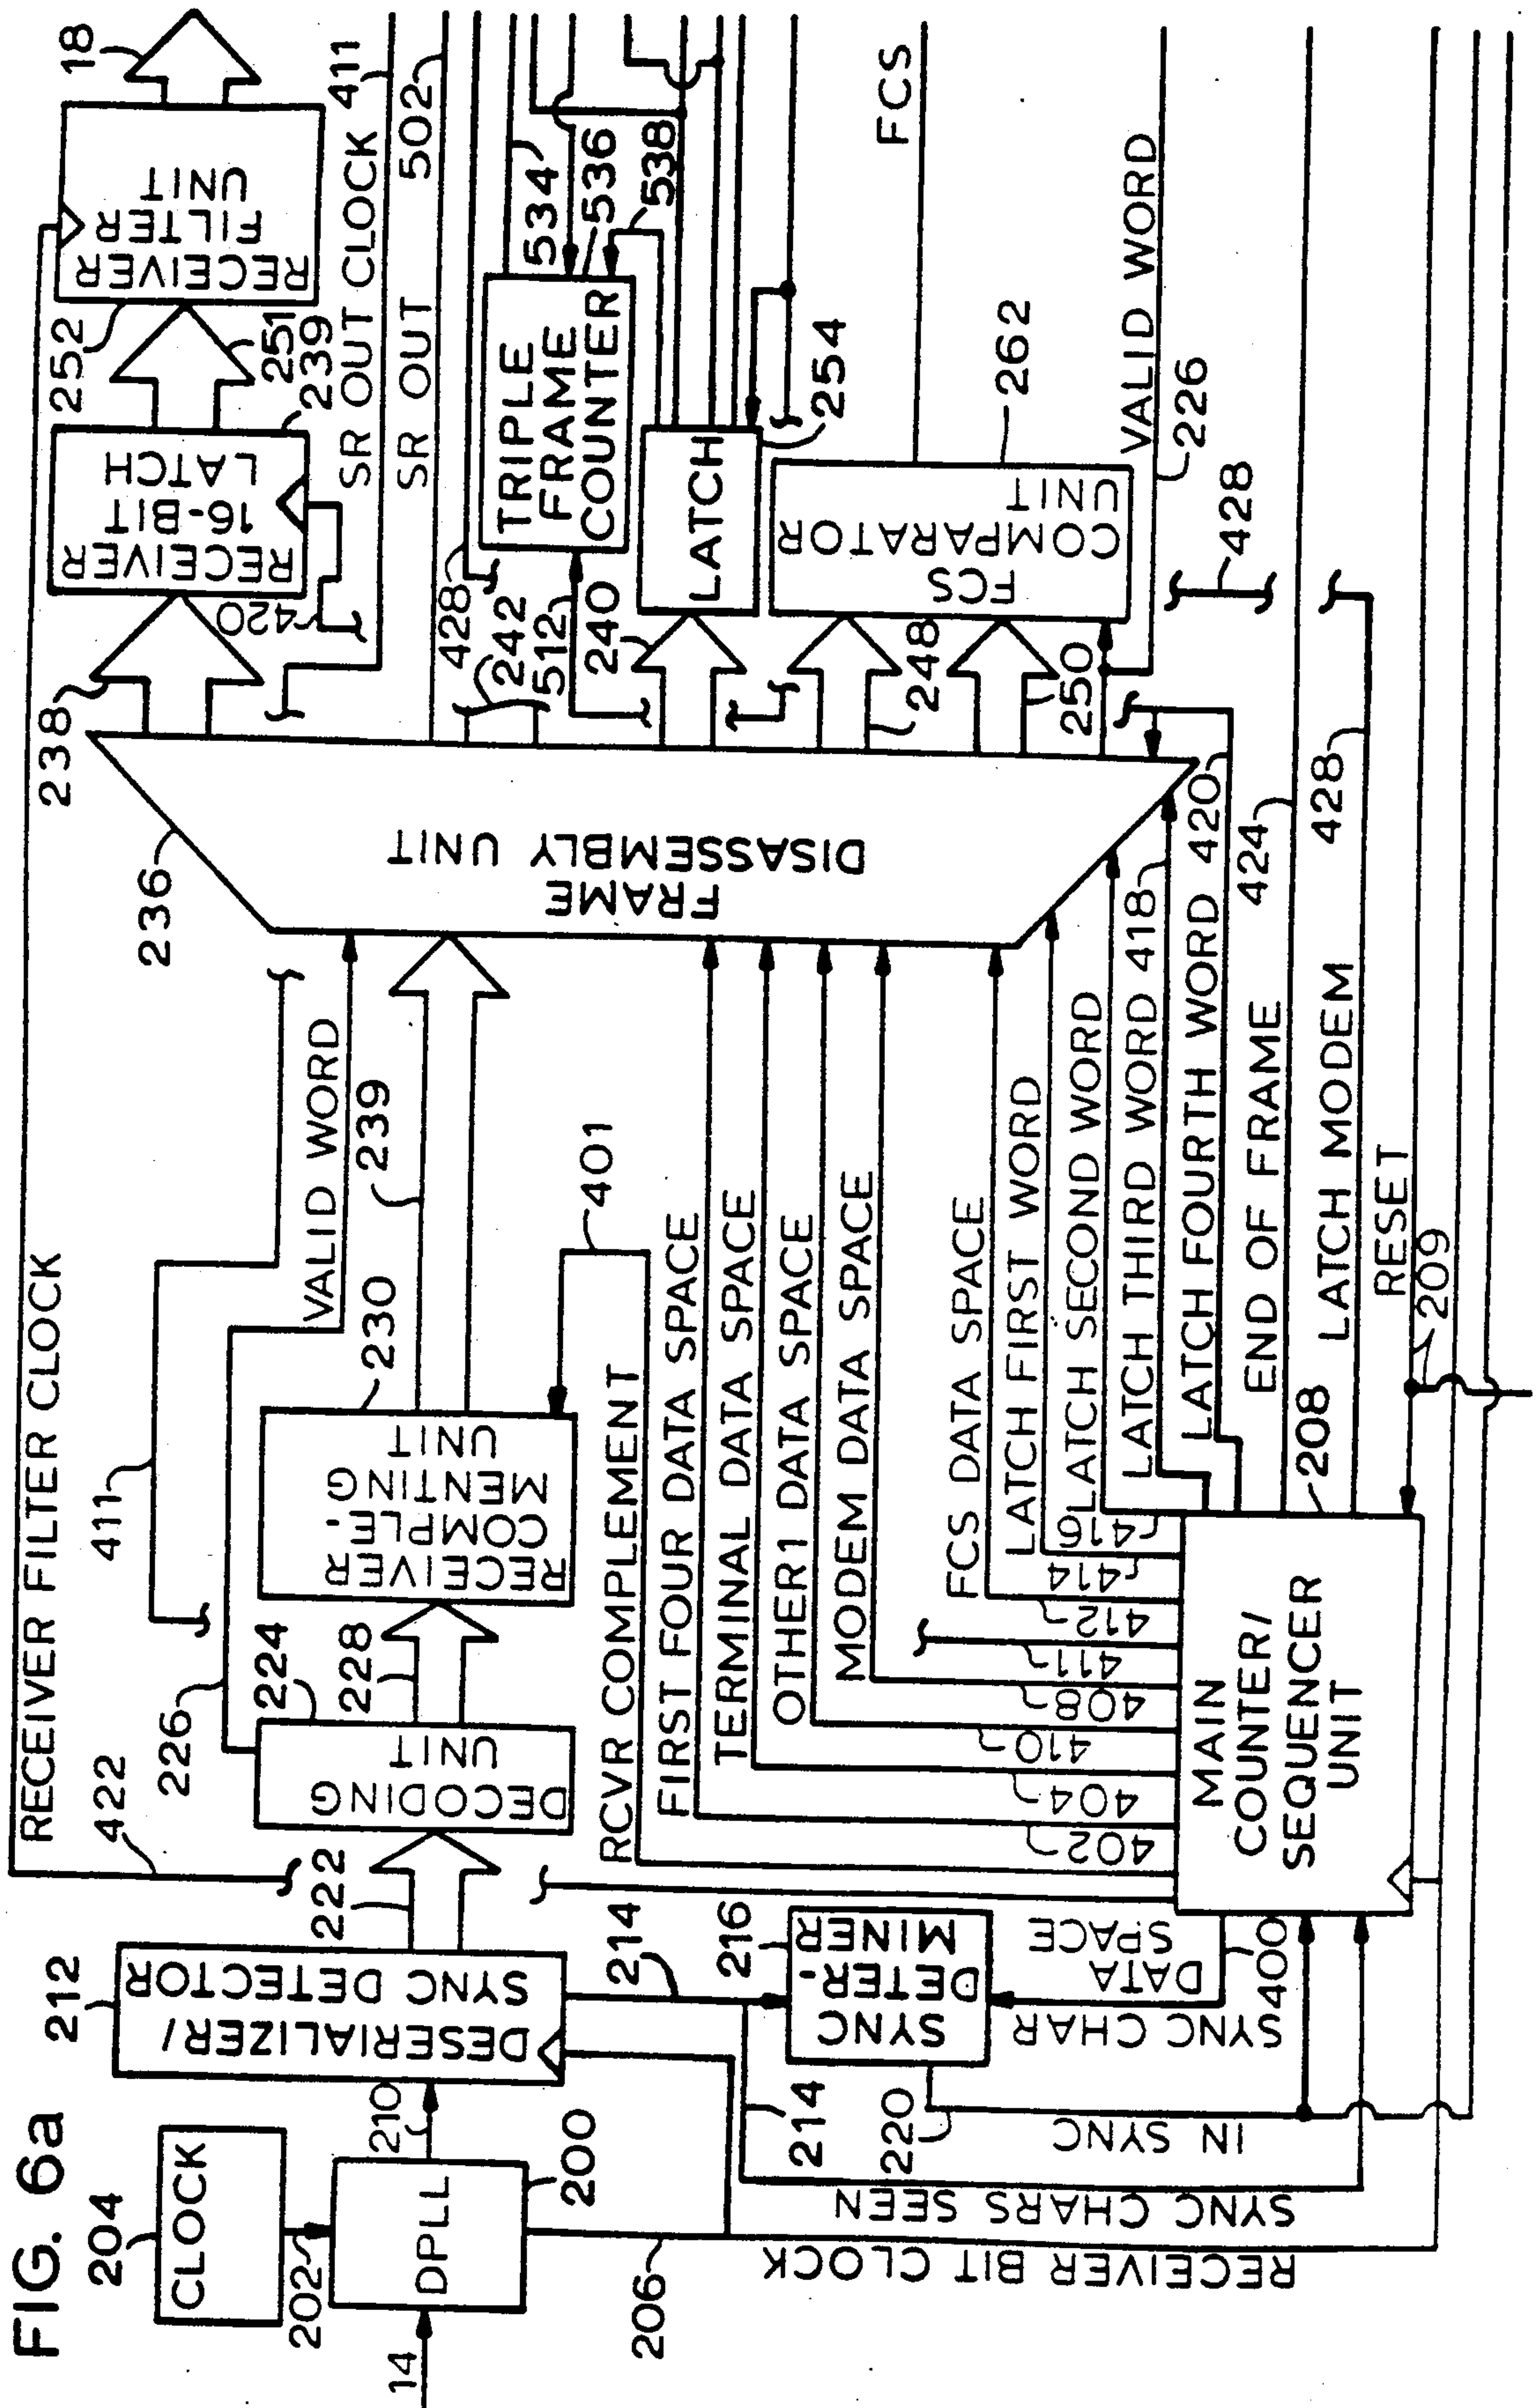 FIG. 6a
204
CLOCK
202
14
DPLL
200
206
RECEIVER BIT CLOCK
210
212
DESERIALIZER/
SYNC DETECTOR
214
214
216
SYNC
DETER-
MINER
220
IN SYNC
SYNC CHARS SEEN
SYNC CHAR
DATA
SPACE
400
222
224
DECODING
UNIT
226
228
RECEIVER
COMPLE-
MENTING
UNIT
230
239
401
RCVR COMPLEMENT
422
RECEIVER FILTER CLOCK
411
VALID WORD
FIRST FOUR DATA SPACE
TERMINAL DATA SPACE
OTHER1 DATA SPACE
MODEM DATA SPACE
FCS DATA SPACE
LATCH FIRST WORD
LATCH SECOND WORD
LATCH THIRD WORD 418
LATCH FOURTH WORD 420
END OF FRAME 424
LATCH MODEM 428
RESET
209
402
404
410
408
411
412
414
416
MAIN
COUNTER/
SEQUENCER
UNIT
208
236
FRAME
DISASSEMBLY UNIT
238
RECEIVER
16-BIT
LATCH
420
239
251
252
RECEIVER
FILTER
UNIT
18
SR OUT CLOCK 411
SR OUT 502
428
242
512
TRIPLE
FRAME
COUNTER
534
536
538
240
LATCH
254
248
250
FCS
COMPARATOR
UNIT
262
FCS
VALID WORD
226
428